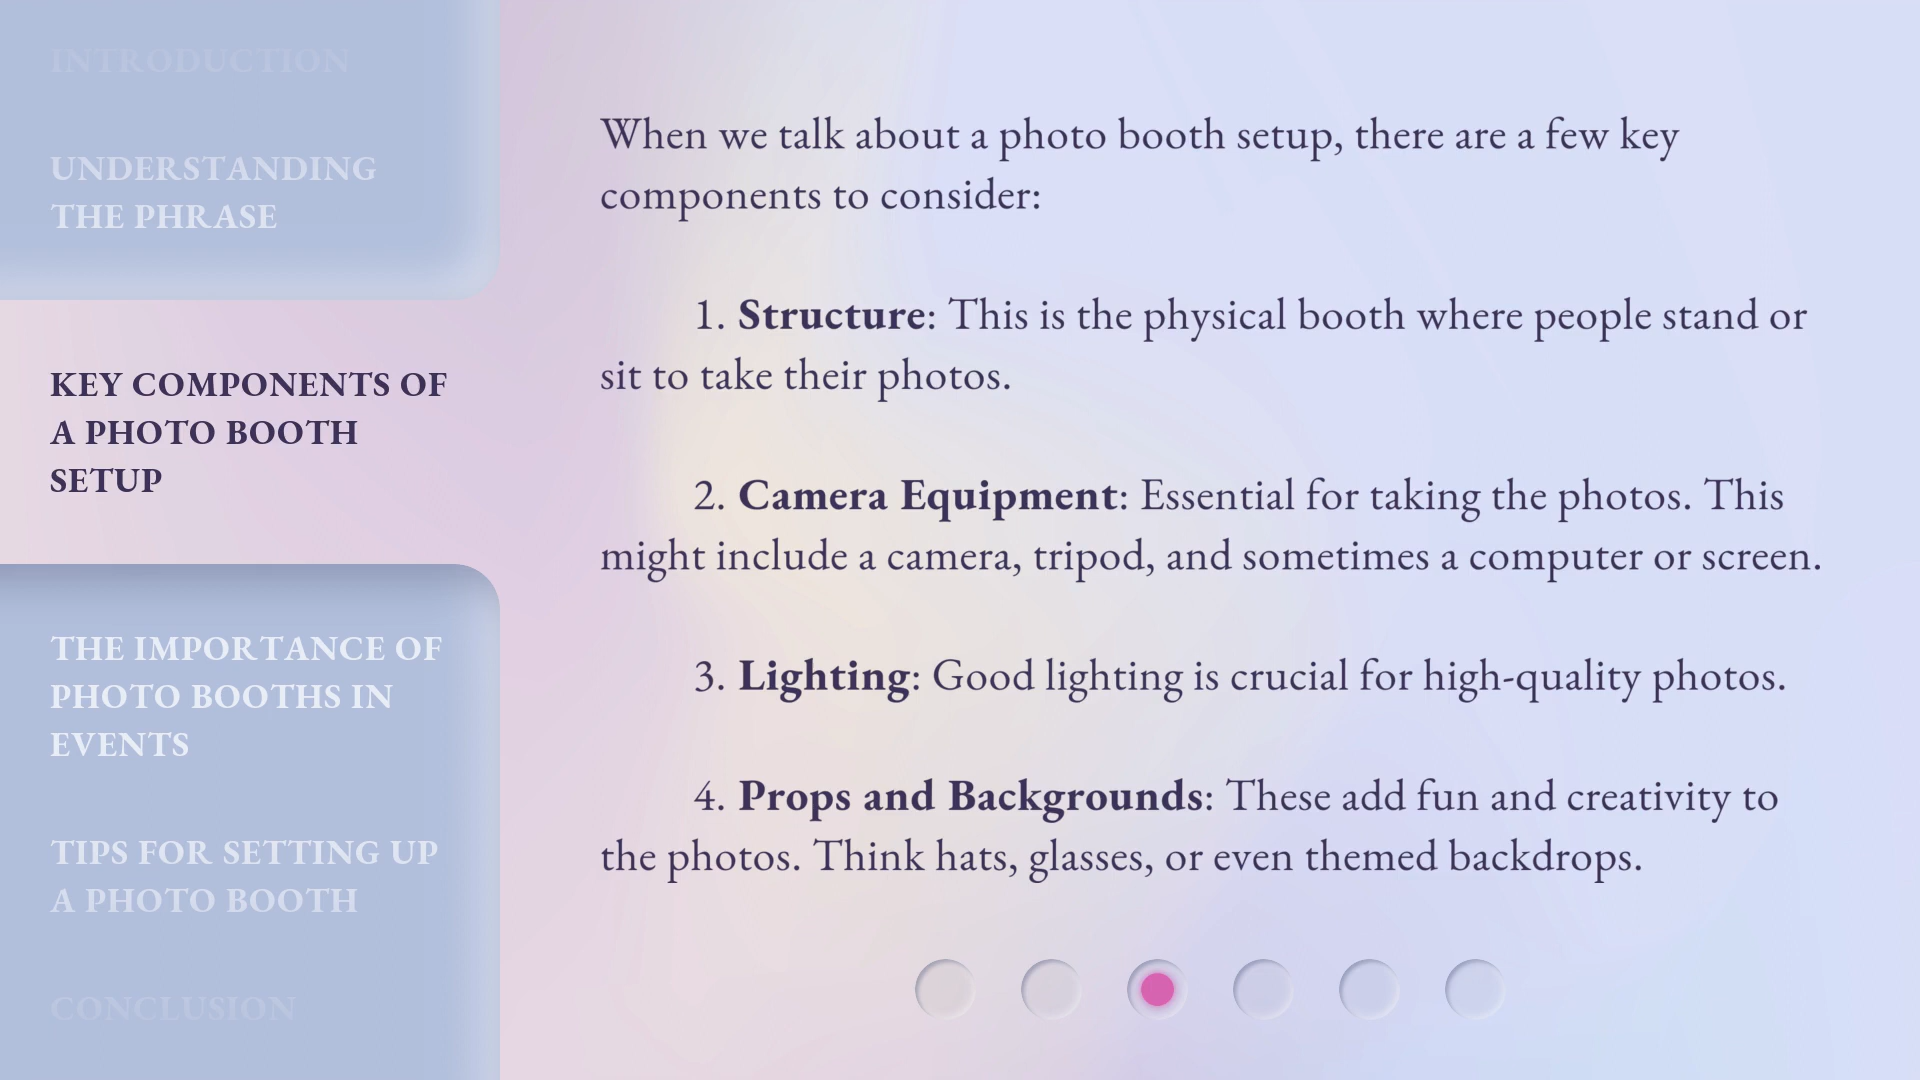 INTRODUCTION
UNDERSTANDING
THE PHRASE
KEY COMPONENTS OF
A PHOTO BOOTH
SETUP
THE IMPORTANCE OF
PHOTO BOOTHS IN
EVENTS
TIPS FOR SETTING UP
A PHOTO BOOTH
CONCLUSION
When we talk about a photo booth setup, there are a few key
components to consider:
1. Structure: This is the physical booth where people stand or
sit to take their photos.
2. Camera Equipment: Essential for taking the photos. This
might include a camera, tripod, and sometimes a computer or screen.
3. Lighting: Good lighting is crucial for high-quality photos.
4. Props and Backgrounds: These add fun and creativity to
the photos. Think hats, glasses, or even themed backdrops.